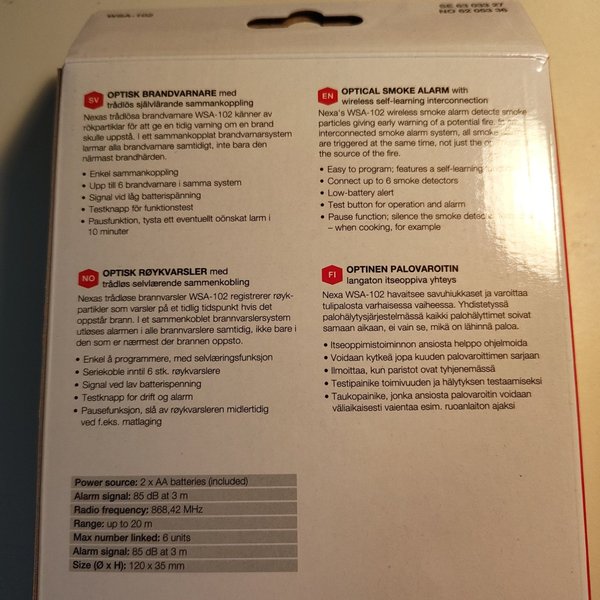 WSA-102
SE 63 033 27
NO 62 053 36
SV
OPTISK BRANDVARNARE med
trådlös självlärande sammankoppling
Nexas trådlösa brandvarnare WSA-102 känner av
rökpartiklar för att ge en tidig varning om en brand
skulle uppstå. I ett sammankopplat brandvarnarsystem
larmar alla brandvarnare samtidigt, inte bara den
närmast brandhärden.
• Enkel sammankoppling
• Upp till 6 brandvarnare i samma system
• Signal vid låg batterispänning
• Testknapp för funktionstest
• Pausfunktion, tysta ett eventuellt oönskat larm i
10 minuter
EN
OPTICAL SMOKE ALARM with
wireless self-learning interconnection
Nexa's WSA-102 wireless smoke alarm detects smoke
particles giving early warning of a potential fire. In an
interconnected smoke alarm system, all smoke
are triggered at the same time, not just the
the source of the fire.
• Easy to program; features a self-learning function
• Connect up to 6 smoke detectors
• Low-battery alert
• Test button for operation and alarm
• Pause function; silence the smoke
– when cooking, for example
NO
OPTISK RØYKVARSLER med
trådløs selvlærende sammenkobling
Nexas trådløse brannvarsler WSA-102 registrerer røyk-
partikler som varsler på et tidlig tidspunkt hvis det
oppstår brann. I et sammenkoblet brannvarslersystem
utløses alarmen i alle brannvarslere samtidig, ikke bare i
den som er nærmest der brannen oppsto.
• Enkel å programmere, med selvlæringsfunksjon
• Seriekoble inntil 6 stk. røykvarslere
• Signal ved lav batterispenning
• Testknapp for drift og alarm
• Pausefunksjon, slå av røykvarsleren midlertidig
ved f.eks. matlaging
FI
OPTINEN PALOVAROITIN
langaton itseoppiva yhteys
Nexa WSA-102 havaitsee savuhiukkaset ja varoittaa
tulipalosta varhaisessa vaiheessa. Yhdistetyssä
palohälytysjärjestelmässä kaikki palohälyttimet soivat
samaan aikaan, ei vain se, mikä on lähinnä paloa.
• Itseoppimistoiminnon ansiosta helppo ohjelmoida
• Voidaan kytkeä jopa kuuden palovaroittimen sarjaan
• Ilmoittaa, kun paristot ovat tyhjenemässä
• Testipainike toimivuuden ja hälytyksen testaamiseksi
• Taukopainike, jonka ansiosta palovaroitin voidaan
väliaikaisesti vaientaa esim. ruoanlaiton ajaksi
Power source: 2 x AA batteries (included)
Alarm signal: 85 dB at 3 m
Radio frequency: 868,42 MHz
Range: up to 20 m
Max number linked: 6 units
Alarm signal: 85 dB at 3 m
Size (Ø x H): 120 x 35 mm